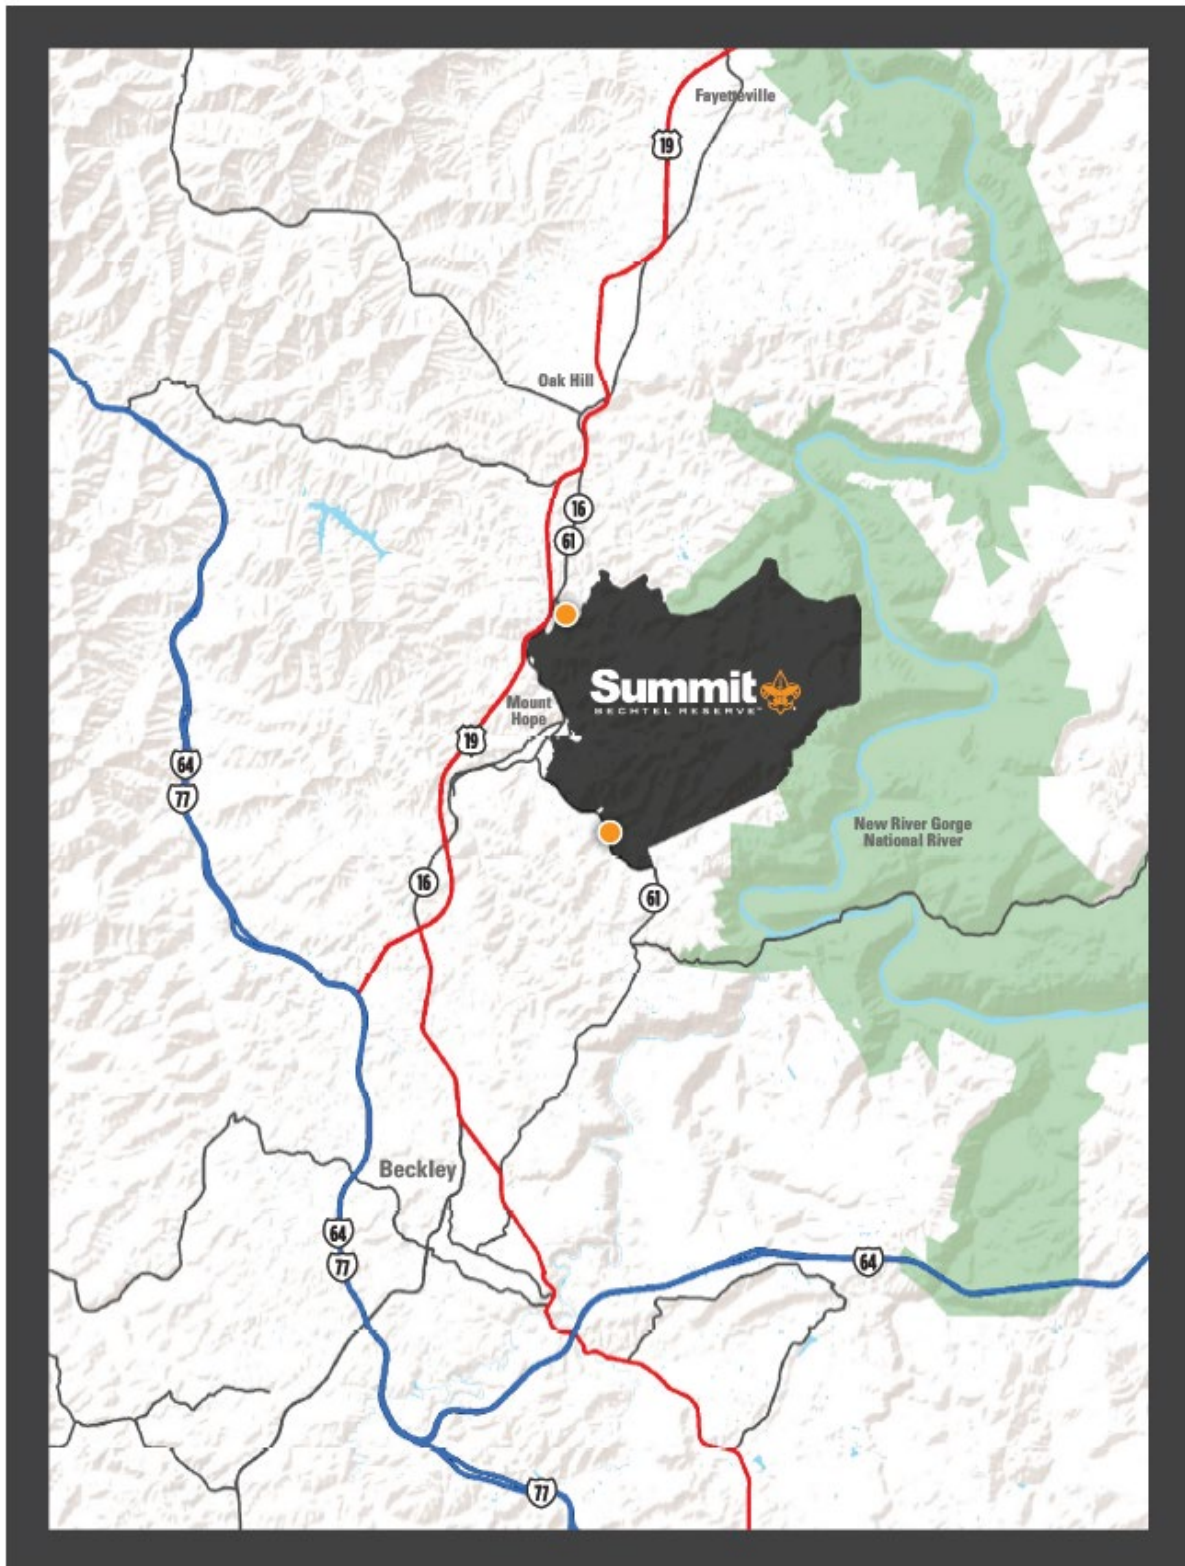 Fayetteville
19
Oak Hill
16
61
Summit
BECHTEL RESERVE™
Mount
Hope
19
64
77
New River Gorge
National River
16
61
Beckley
64
77
64
77